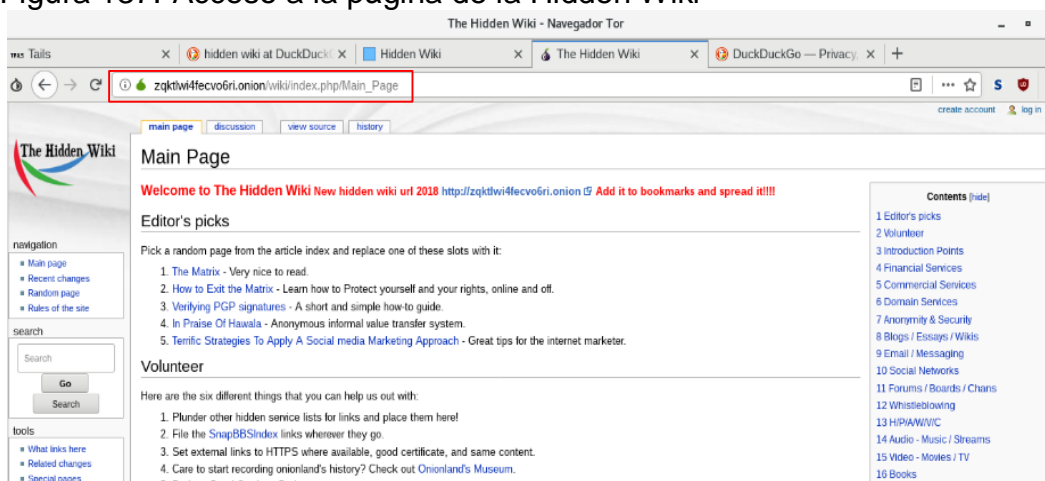 Figura 187. Acceso a la página de la Hidden Wiki
The Hidden Wiki - Navegador Tor
Tails
hidden wiki at DuckDuck
Hidden Wiki
The Hidden Wiki
DuckDuckGo — Privacy,
zqktlwi4fecvo6ri.onion/wiki/index.php/Main_Page
create account
log in
main page
discussion
view source
history
The Hidden Wiki
Main Page
Welcome to The Hidden Wiki New hidden wiki url 2018 http://zqktlwi4fecvo6ri.onion Add it to bookmarks and spread it!!!!
Editor's picks
Pick a random page from the article index and replace one of these slots with it:
1. The Matrix - Very nice to read.
2. How to Exit the Matrix - Learn how to Protect yourself and your rights, online and off.
3. Verifying PGP signatures - A short and simple how-to guide.
4. In Praise Of Hawala - Anonymous informal value transfer system.
5. Terrific Strategies To Apply A Social media Marketing Approach - Great tips for the internet marketer.
Volunteer
Here are the six different things that you can help us out with:
1. Plunder other hidden service lists for links and place them here!
2. File the SnapBBSIndex links wherever they go.
3. Set external links to HTTPS where available, good certificate, and same content.
4. Care to start recording onionland's history? Check out Onionland's Museum.
navigation
Main page
Recent changes
Random page
Rules of the site
search
Search
Go
Search
tools
What links here
Related changes
Special pages
Contents [hide]
1 Editor's picks
2 Volunteer
3 Introduction Points
4 Financial Services
5 Commercial Services
6 Domain Services
7 Anonymity & Security
8 Blogs / Essays / Wikis
9 Email / Messaging
10 Social Networks
11 Forums / Boards / Chans
12 Whistleblowing
13 H/P/A/W/V/C
14 Audio - Music / Streams
15 Video - Movies / TV
16 Books